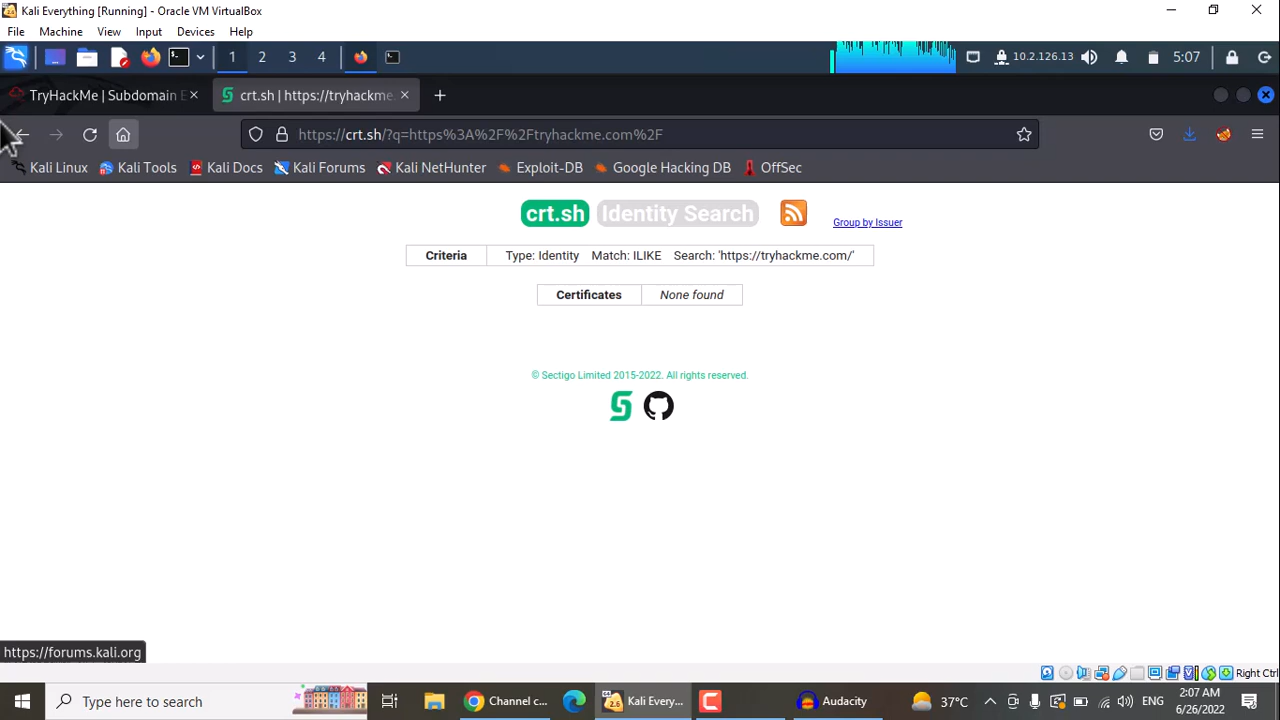 Kali Everything [Running] - Oracle VM VirtualBox
File Machine View Input Devices Help
1 2 3 4 10.2.126.13 5:07
TryHackMe | Subdomain E crt.sh | https://tryhackme.
https://crt.sh/?q=https%3A%2F%2Ftryhackme.com%2F
Kali Linux Kali Tools Kali Docs Kali Forums Kali NetHunter Exploit-DB Google Hacking DB OffSec
crt.sh Identity Search Group by Issuer
Criteria Type: Identity Match: ILIKE Search: 'https://tryhackme.com/'
Certificates None found
© Sectigo Limited 2015-2022. All rights reserved.
https://forums.kali.org
Right Ctrl
Type here to search Channel c... Kali Every... Audacity 37°C ENG 2:07 AM
6/26/2022